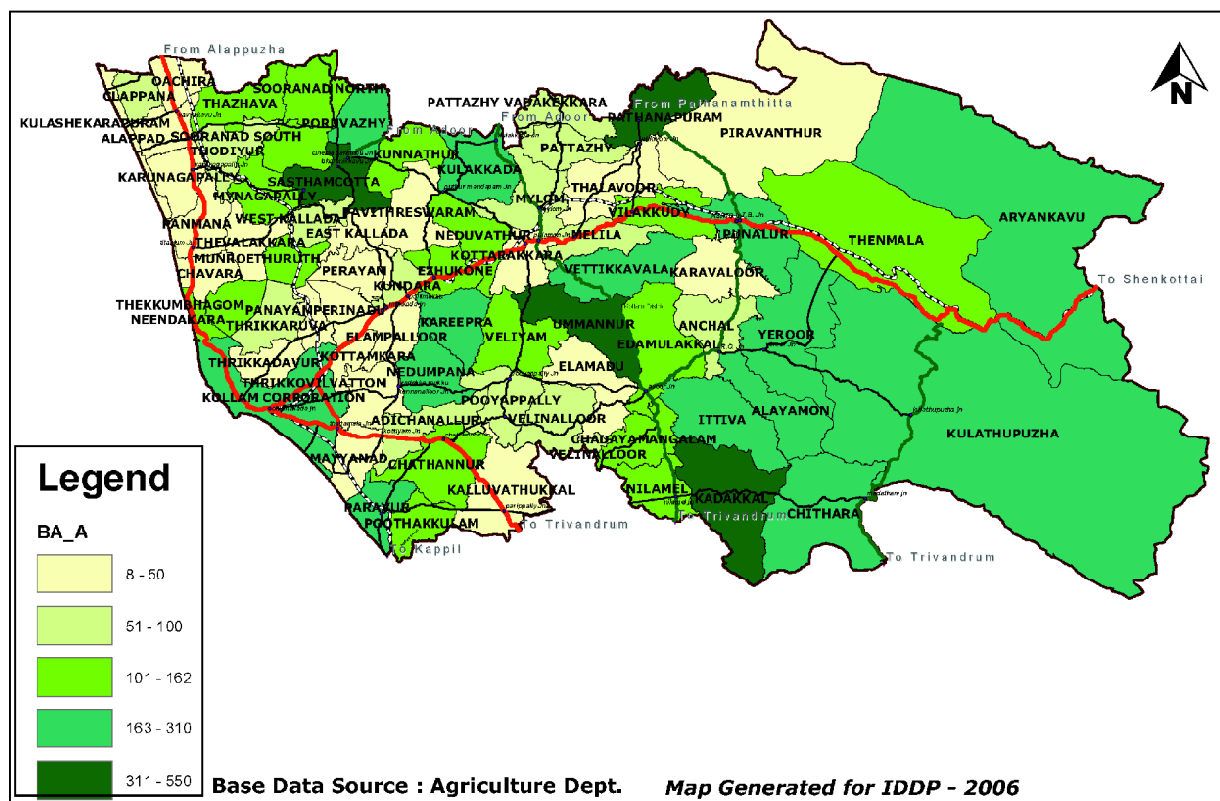 From Alappuzha
OACHIRA
CLAPPANA
SOORANAD NORTH
THAZHAVA
PATTAZHY VADAKEKKARA
From Pathanamthitta
KULASHEKARAPURAM
PORUVAZHY
From Adoor
From Adoor
PATHANAPURAM
PIRAVANTHUR
N
ALAPPAD
SOORANAD SOUTH
THODIYUR
KUNNATHUR
PATTAZHY
KARUNAGAPALLY
SASTHAMCOTTA
KULAKKADA
THALAVOOR
MYNAGAPALLY
MYLOM
PANMANA
WEST KALLADA
PAVITHRESWARAM
VILAKKUDY
ARYANKAVU
EAST KALLADA
NEDUVATHUR
MELILA
PUNALUR
THENMALA
THEVALAKKARA
MUNROETHURUTH
KOTTARAKKARA
CHAVARA
PERAYAN
EZHUKONE
VETTIKKAVALA
KARAVALOOR
To Shenkottai
KUNDARA
THEKKUMBHAGOM
NEENDAKARA
PANAYAM
PERINADU
THRIKKARUVA
ELAMPALLOOR
KAREEPRA
VELIYAM
UMMANNUR
ANCHAL
YEROOR
EDAMULAKKAL
KOTTAMKARA
THRIKKADAVUR
NEDUMPANA
ELAMADU
THRIKKOVILVATTON
KOLLAM CORPORATION
POOYAPPALLY
ADICHANALLUR
VELINALLOOR
ITTIVA
ALAYAMON
KULATHUPUZHA
CHADAYAMANGALAM
VELINALLOOR
MAYYANAD
CHATHANNUR
KALLUVATHUKKAL
NILAMEL
KADAKKAL
CHITHARA
PARAVUR
POOTHAKKULAM
To Trivandrum
To Trivandrum
To Kappil
To Trivandrum
Legend
BA_A
8 - 50
51 - 100
101 - 162
163 - 310
311 - 550
Base Data Source : Agriculture Dept.
Map Generated for IDDP - 2006